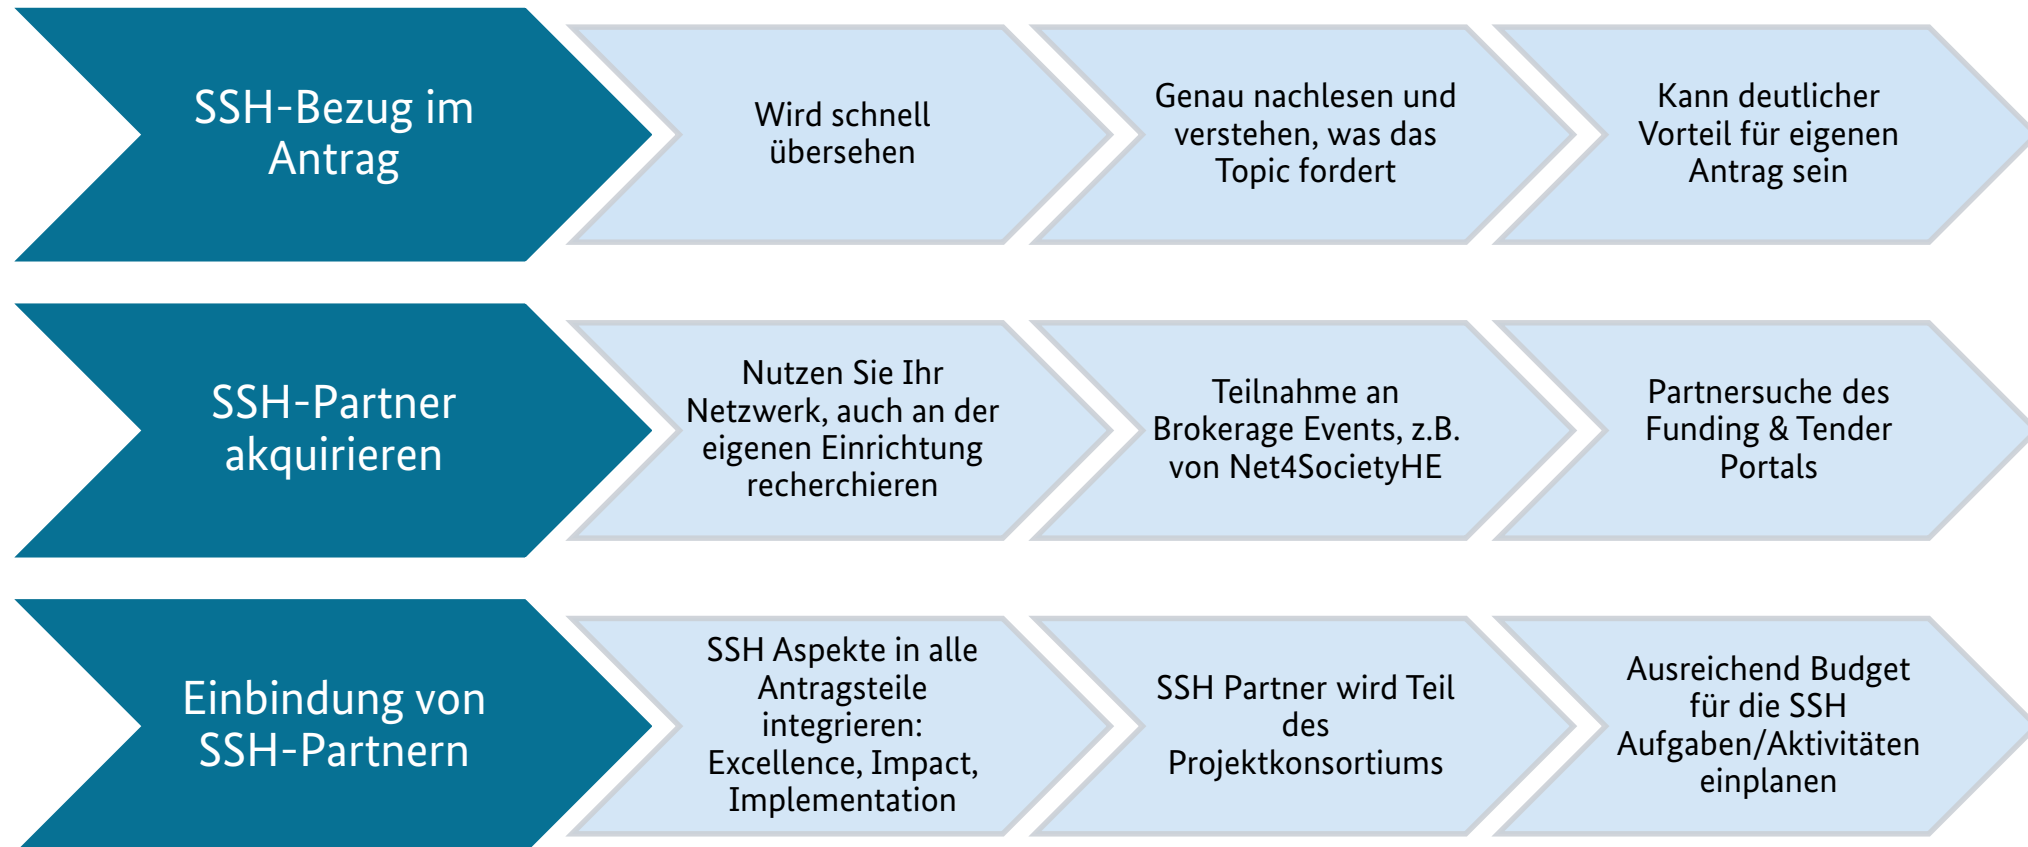 SSH-Bezug im
Antrag
Wird schnell
übersehen
Genau nachlesen und
verstehen, was das
Topic fordert
Kann deutlicher
Vorteil für eigenen
Antrag sein
SSH-Partner
akquirieren
Nutzen Sie Ihr
Netzwerk, auch an der
eigenen Einrichtung
recherchieren
Teilnahme an
Brokerage Events, z.B.
von Net4SocietyHE
Partnersuche des
Funding & Tender
Portals
Einbindung von
SSH-Partnern
SSH Aspekte in alle
Antragsteile
integrieren:
Excellence, Impact,
Implementation
SSH Partner wird Teil
des
Projektkonsortiums
Ausreichend Budget
für die SSH
Aufgaben/Aktivitäten
einplanen